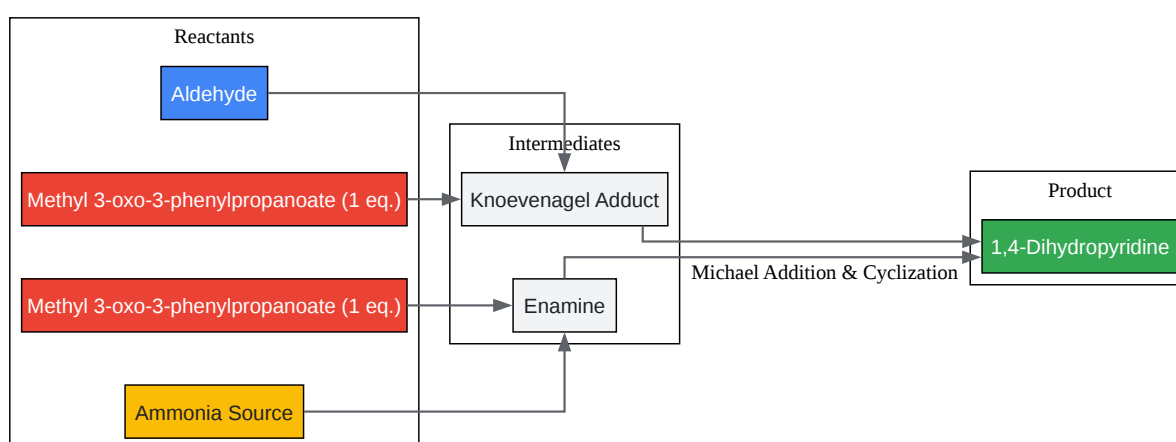 Reactants
Aldehyde
Intermediates
Methyl 3-oxo-3-phenylpropanoate (1 eq.)
Knoevenagel Adduct
Product
1,4-Dihydropyridine
Michael Addition & Cyclization
Methyl 3-oxo-3-phenylpropanoate (1 eq.)
Enamine
Ammonia Source